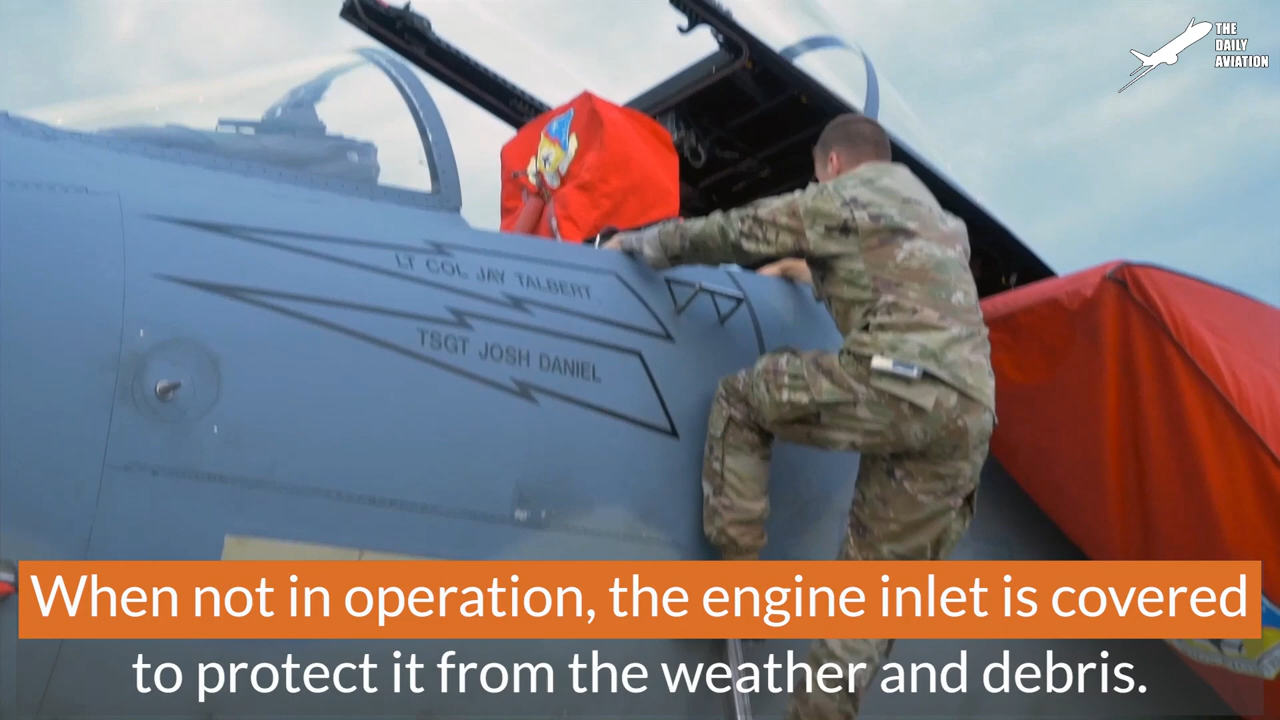 THE
DAILY
AVIATION
LT COL JAY TALBERT
TSGT JOSH DANIEL
When not in operation, the engine inlet is covered
to protect it from the weather and debris.